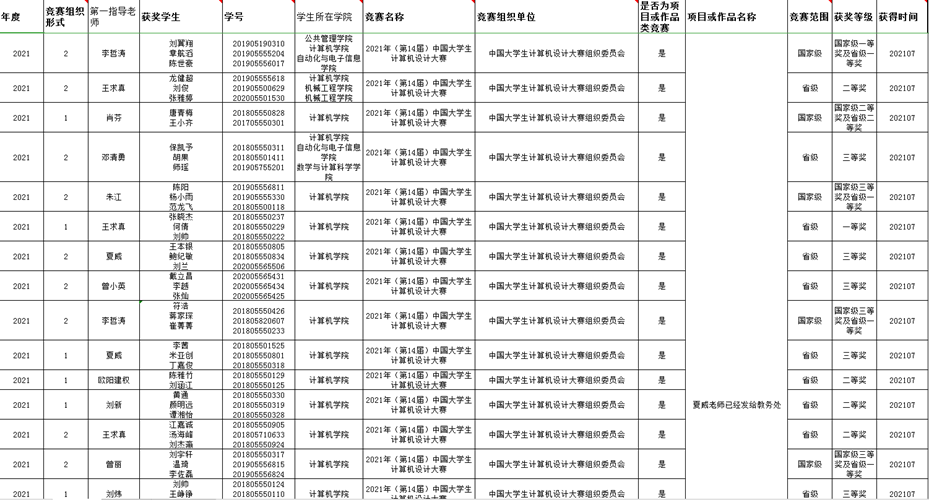 年度 竞赛组织形式 第一指导老师 获奖学生 学号 学生所在学院 竞赛名称 竞赛组织单位 是否为项目或作品类竞赛 项目或作品名称 竞赛范围 获奖等级 获得时间
2021 2 李哲涛 刘翼翔 章航滔 陈世豪 201905190310 201905555204 201905556017 公共管理学院 计算机学院 自动化与电子信息学院 2021年（第14届）中国大学生计算机设计大赛 中国大学生计算机设计大赛组织委员会 是 国家级 国家级一等奖及省级一等奖 202107
2021 2 王求真 龙健超 刘俊 张雅婷 201905555618 201905500629 202005501530 计算机学院 机械工程学院 机械工程学院 2021年（第14届）中国大学生计算机设计大赛 中国大学生计算机设计大赛组织委员会 是 省级 二等奖 202107
2021 1 肖芬 唐青梅 王小齐 201805550828 201705550301 计算机学院 2021年（第14届）中国大学生计算机设计大赛 中国大学生计算机设计大赛组织委员会 是 国家级 国家级二等奖及省级二等奖 202107
2021 2 邓清勇 保凯予 胡果 师瑶 201805550311 201805501411 201905755201 计算机学院 自动化与电子信息学院 数学与计算科学学院 2021年（第14届）中国大学生计算机设计大赛 中国大学生计算机设计大赛组织委员会 是 省级 三等奖 202107
2021 2 朱江 陈阳 杨小雨 范龙飞 201905556811 201905555330 201805500118 计算机学院 2021年（第14届）中国大学生计算机设计大赛 中国大学生计算机设计大赛组织委员会 是 国家级 国家级三等奖及省级一等奖 202107
2021 1 王求真 张毓杰 何倩 刘帅 201805550237 201805550229 201805550222 计算机学院 2021年（第14届）中国大学生计算机设计大赛 中国大学生计算机设计大赛组织委员会 是 省级 一等奖 202107
2021 2 夏威 王本银 鲍纪敏 刘兰 201805550805 201805550834 202005565506 计算机学院 2021年（第14届）中国大学生计算机设计大赛 中国大学生计算机设计大赛组织委员会 是 省级 三等奖 202107
2021 2 曾小英 戴立昌 李越 张灿 202005565431 202005565434 202005565425 计算机学院 2021年（第14届）中国大学生计算机设计大赛 中国大学生计算机设计大赛组织委员会 是 省级 三等奖 202107
2021 2 李哲涛 符洁 蒋家琛 崔菁菁 201805550426 201805820607 201805550233 计算机学院 2021年（第14届）中国大学生计算机设计大赛 中国大学生计算机设计大赛组织委员会 是 国家级 国家级三等奖及省级一等奖 202107
2021 1 夏威 李茜 米亚创 丁嘉俊 201805501525 201805550801 201805550318 计算机学院 2021年（第14届）中国大学生计算机设计大赛 中国大学生计算机设计大赛组织委员会 是 省级 三等奖 202107
2021 1 欧阳建权 陈雅竹 刘涵江 201805550129 201805550125 计算机学院 2021年（第14届）中国大学生计算机设计大赛 中国大学生计算机设计大赛组织委员会 是 省级 二等奖 202107
2021 1 刘新 黄通 颜明远 谭湘怡 201805550330 201805550319 201805550328 计算机学院 2021年（第14届）中国大学生计算机设计大赛 中国大学生计算机设计大赛组织委员会 是 夏威老师已经发给教务处 省级 二等奖 202107
2021 2 王求真 江嘉诚 汤海峰 刘杰 201805550905 201805710633 201805550924 计算机学院 2021年（第14届）中国大学生计算机设计大赛 中国大学生计算机设计大赛组织委员会 是 省级 二等奖 202107
2021 2 曾丽 刘宇轩 温琦 李佐磊 201805550317 201905556815 201905556824 计算机学院 2021年（第14届）中国大学生计算机设计大赛 中国大学生计算机设计大赛组织委员会 是 国家级 国家级三等奖及省级一等奖 202107
2021 1 刘炜 刘帅 王峥铮 201805550124 201805550110 计算机学院 2021年（第14届）中国大学生 中国大学生计算机设计大赛组织委员会 是 省级 三等奖 202107